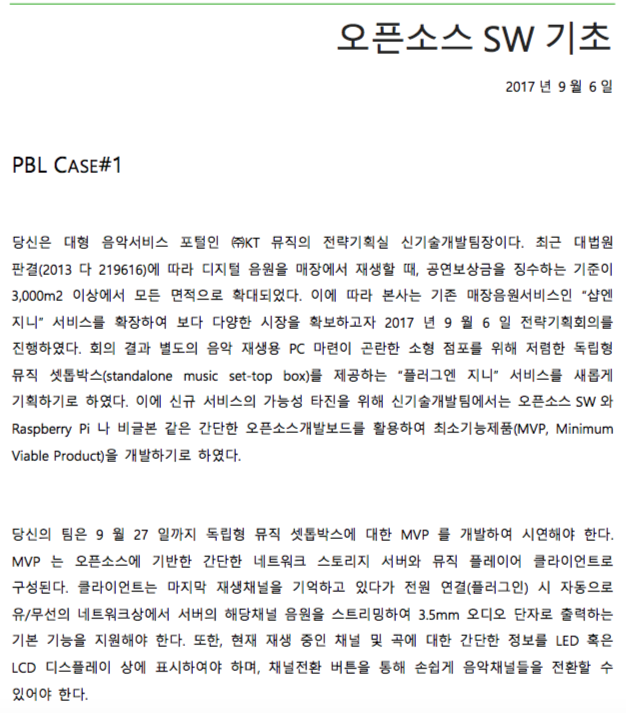 오픈소스 SW 기초
2017 년 9 월 6 일
PBL CASE#1
당신은 대형 음악서비스 포털인 ㈜KT 뮤직의 전략기획실 신기술개발팀장이다. 최근 대법원
판결(2013 다 219616)에 따라 디지털 음원을 매장에서 재생할 때, 공연보상금을 징수하는 기준이
3,000m2 이상에서 모든 면적으로 확대되었다. 이에 따라 본사는 기존 매장음원서비스인 “샵엔
지니” 서비스를 확장하여 보다 다양한 시장을 확보하고자 2017 년 9 월 6 일 전략기획회의를
진행하였다. 회의 결과 별도의 음악 재생용 PC 마련이 곤란한 소형 점포를 위해 저렴한 독립형
뮤직 셋톱박스(standalone music set-top box)를 제공하는 “플러그엔 지니” 서비스를 새롭게
기획하기로 하였다. 이에 신규 서비스의 가능성 타진을 위해 신기술개발팀에서는 오픈소스 SW 와
Raspberry Pi 나 비글본 같은 간단한 오픈소스개발보드를 활용하여 최소기능제품(MVP, Minimum
Viable Product)을 개발하기로 하였다.
당신의 팀은 9 월 27 일까지 독립형 뮤직 셋톱박스에 대한 MVP 를 개발하여 시연해야 한다.
MVP 는 오픈소스에 기반한 간단한 네트워크 스토리지 서버와 뮤직 플레이어 클라이언트로
구성된다. 클라이언트는 마지막 재생채널을 기억하고 있다가 전원 연결(플러그인) 시 자동으로
유/무선의 네트워크상에서 서버의 해당채널 음원을 스트리밍하여 3.5mm 오디오 단자로 출력하는
기본 기능을 지원해야 한다. 또한, 현재 재생 중인 채널 및 곡에 대한 간단한 정보를 LED 혹은
LCD 디스플레이 상에 표시하여야 하며, 채널전환 버튼을 통해 손쉽게 음악채널들을 전환할 수
있어야 한다.